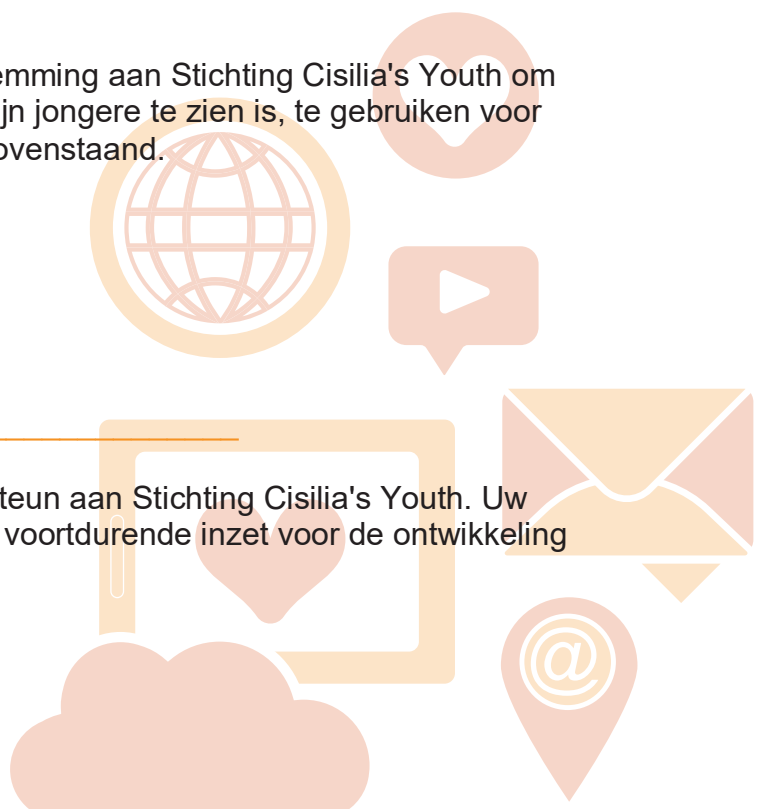 emming aan Stichting Cisilia's Youth om
ijn jongere te zien is, te gebruiken voor
ovenstaand.
teun aan Stichting Cisilia's Youth. Uw
voortdurende inzet voor de ontwikkeling
@